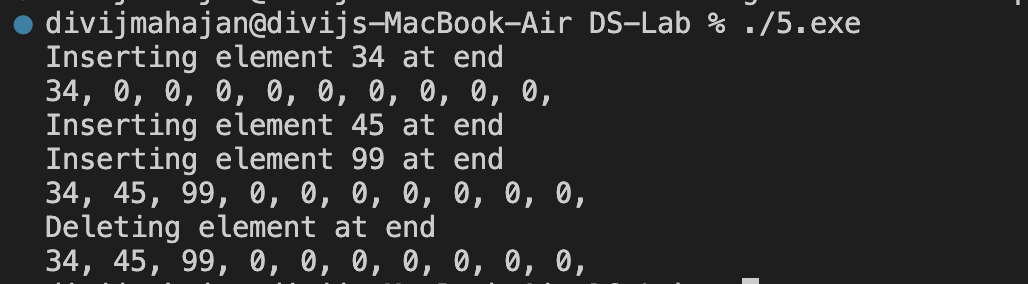 divijmahajan@divijs-MacBook-Air DS-Lab % ./5.exe
Inserting element 34 at end
34, 0, 0, 0, 0, 0, 0, 0, 0, 0,
Inserting element 45 at end
Inserting element 99 at end
34, 45, 99, 0, 0, 0, 0, 0, 0, 0,
Deleting element at end
34, 45, 99, 0, 0, 0, 0, 0, 0, 0,